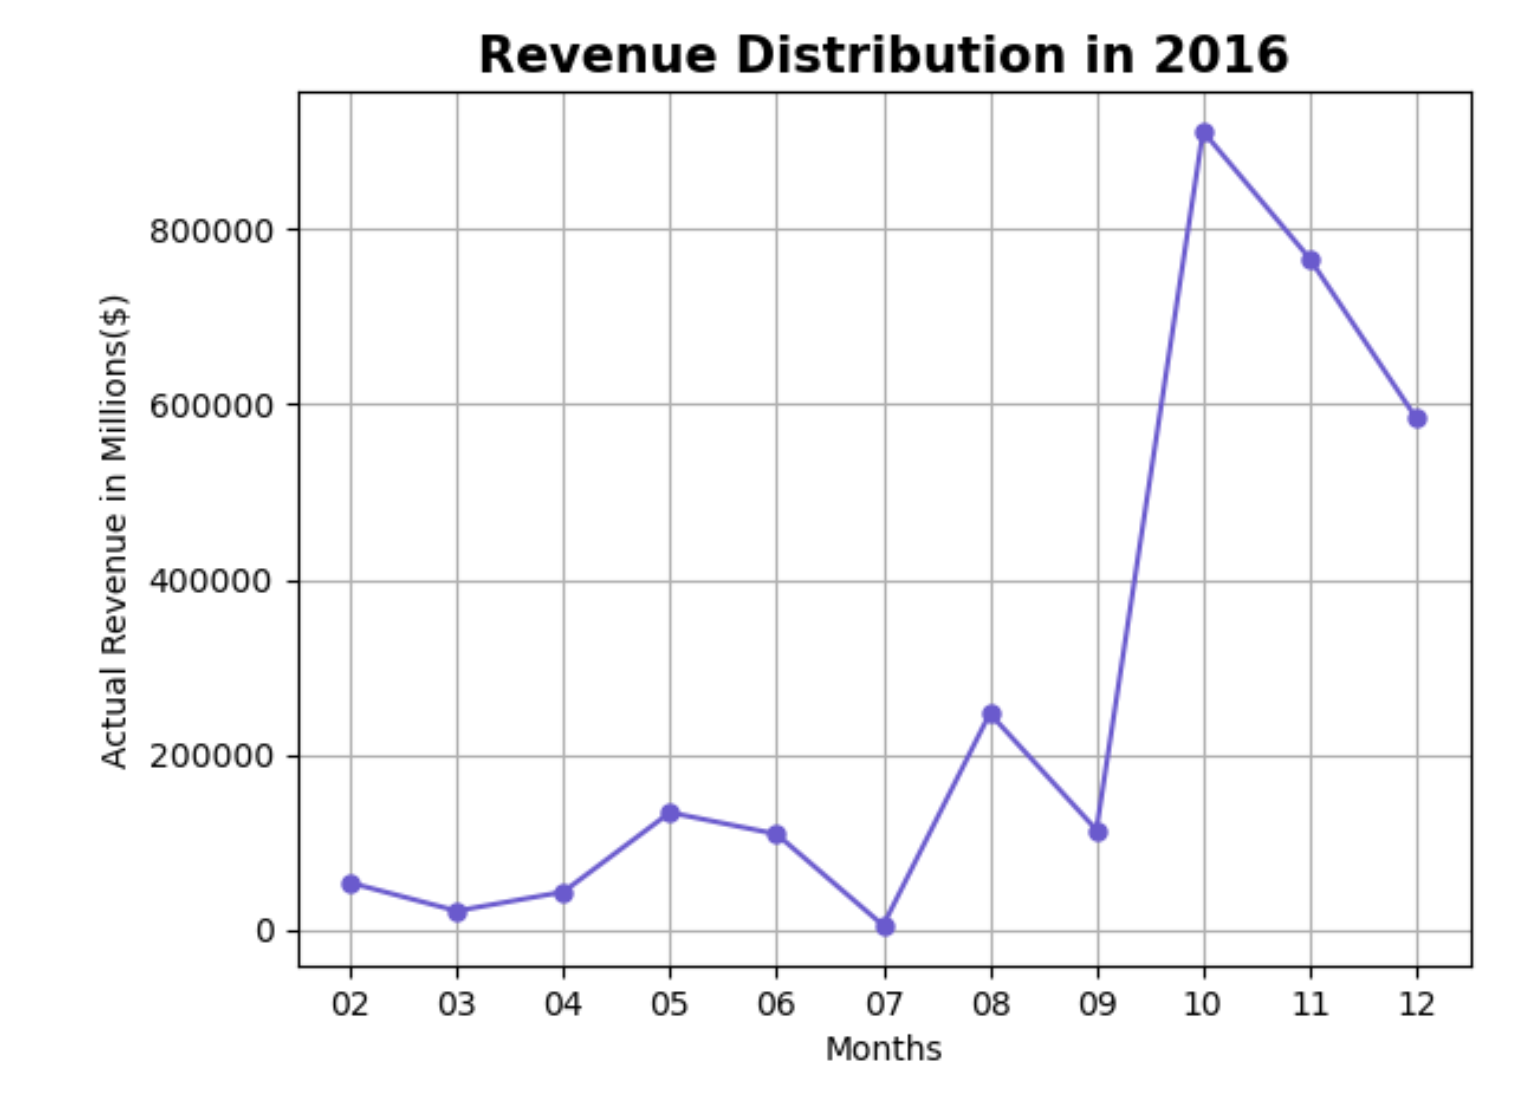 Revenue Distribution in 2016
Actual Revenue in Millions($)
800000
600000
400000
200000
0
02 03 04 05 06 07 08 09 10 11 12
Months